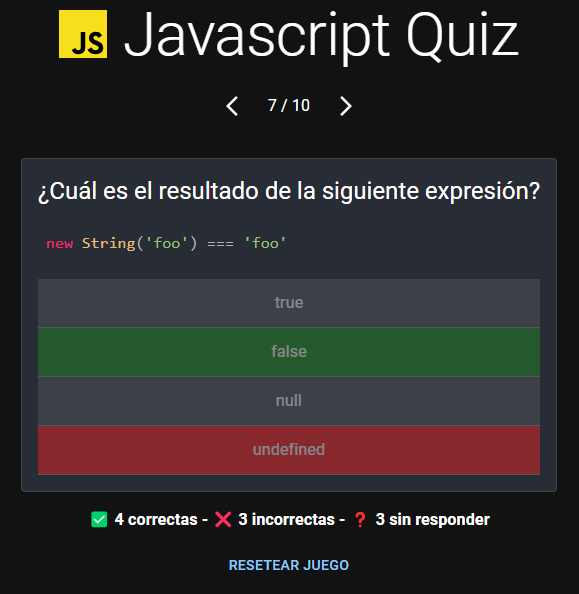 JS Javascript Quiz
7 / 10
¿Cuál es el resultado de la siguiente expresión?
new String('foo') === 'foo'
true
false
null
undefined
✅ 4 correctas - ❌ 3 incorrectas - ❓ 3 sin responder
RESETEAR JUEGO